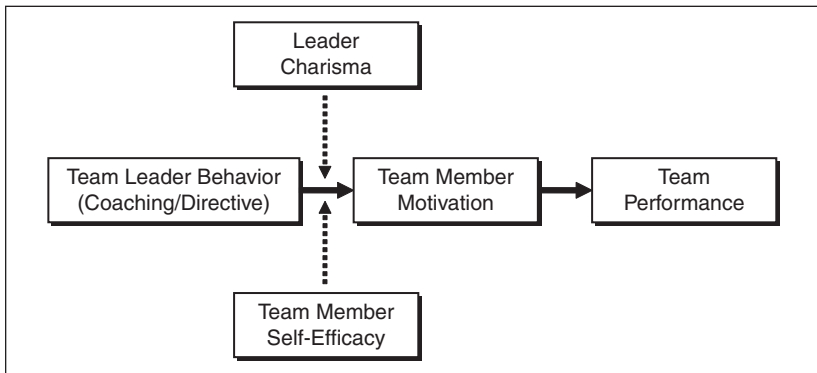 Leader
Charisma
Team Leader Behavior
(Coaching/Directive)
Team Member
Motivation
Team
Performance
Team Member
Self-Efficacy